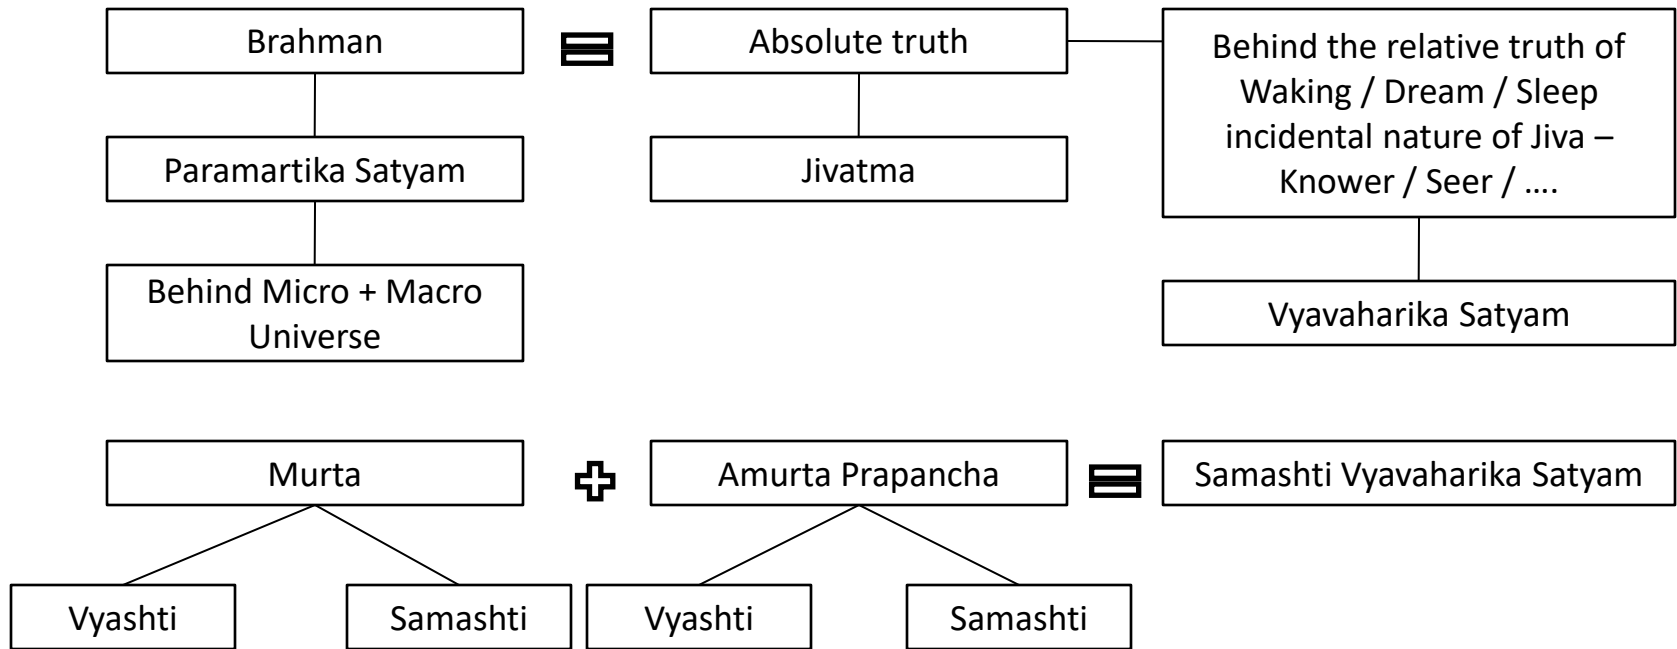 Brahman
=
Absolute truth
Behind the relative truth of
Waking / Dream / Sleep
incidental nature of Jiva –
Knower / Seer / ….
Paramartika Satyam
Jivatma
Behind Micro + Macro
Universe
Vyavaharika Satyam
Murta
+
Amurta Prapancha
=
Samashti Vyavaharika Satyam
Vyashti
Samashti
Vyashti
Samashti